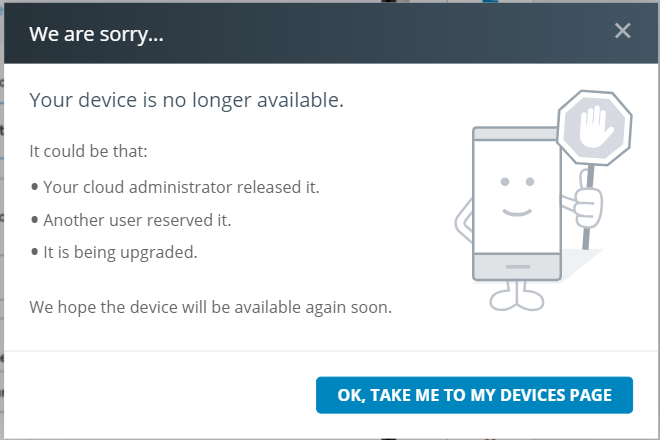 We are sorry...
Your device is no longer available.
It could be that:
• Your cloud administrator released it.
• Another user reserved it.
• It is being upgraded.
We hope the device will be available again soon.
OK, TAKE ME TO MY DEVICES PAGE